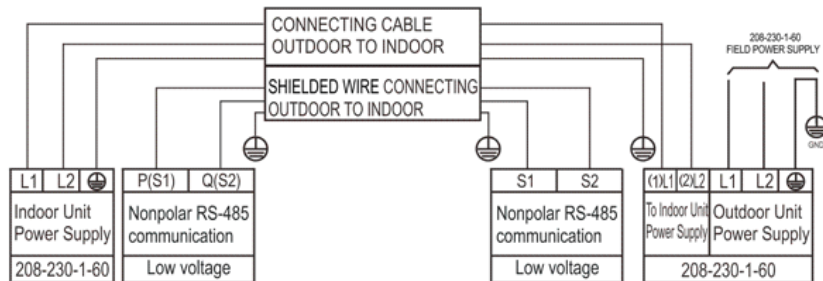 CONNECTING CABLE
OUTDOOR TO INDOOR
SHIELDED WIRE CONNECTING
OUTDOOR TO INDOOR
208-230-1-60
FIELD POWER SUPPLY
GND
L1 L2
Indoor Unit
Power Supply
208-230-1-60
P(S1) Q(S2)
Nonpolar RS-485
communication
Low voltage
S1 S2
Nonpolar RS-485
communication
Low voltage
(1)L1 (2)L2 L1 L2
To Indoor Unit
Power Supply
Outdoor Unit
Power Supply
208-230-1-60